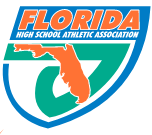 FLORIDA
HIGH SCHOOL ATHLETIC ASSOCIATION